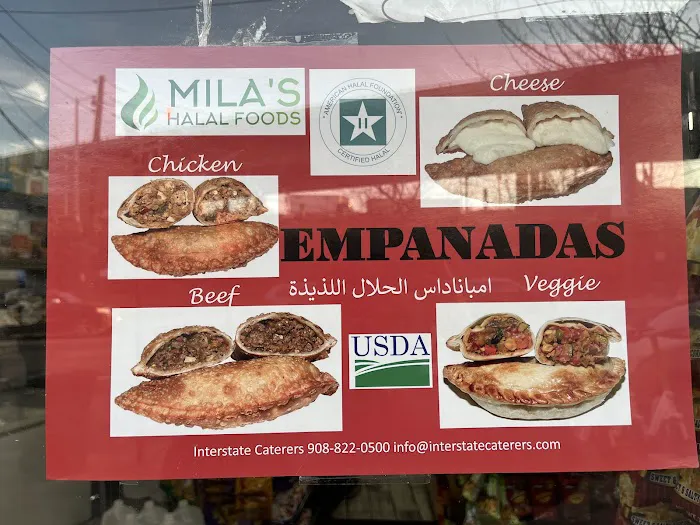 MILA'S
HALAL FOODS
"AMERICAN HALAL FOUNDATION"
CERTIFIED HALAL
Cheese
Chicken
EMPANADAS
امباناداس الحلال اللذيذة
Beef
Veggie
USDA
Interstate Caterers 908-822-0500 info@interstatecaterers.com